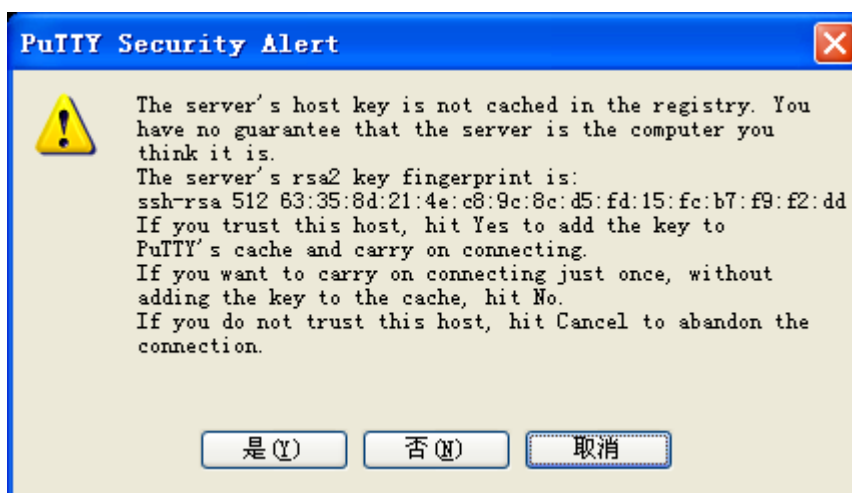 PuTTY Security Alert
The server's host key is not cached in the registry. You
have no guarantee that the server is the computer you
think it is.
The server's rsa2 key fingerprint is:
ssh-rsa 512 63:35:8d:21:4e:c8:9c:8c:d5:fd:15:fc:b7:f9:f2:dd
If you trust this host, hit Yes to add the key to
PuTTY's cache and carry on connecting.
If you want to carry on connecting just once, without
adding the key to the cache, hit No.
If you do not trust this host, hit Cancel to abandon the
connection.
是(Y) 否(N) 取消